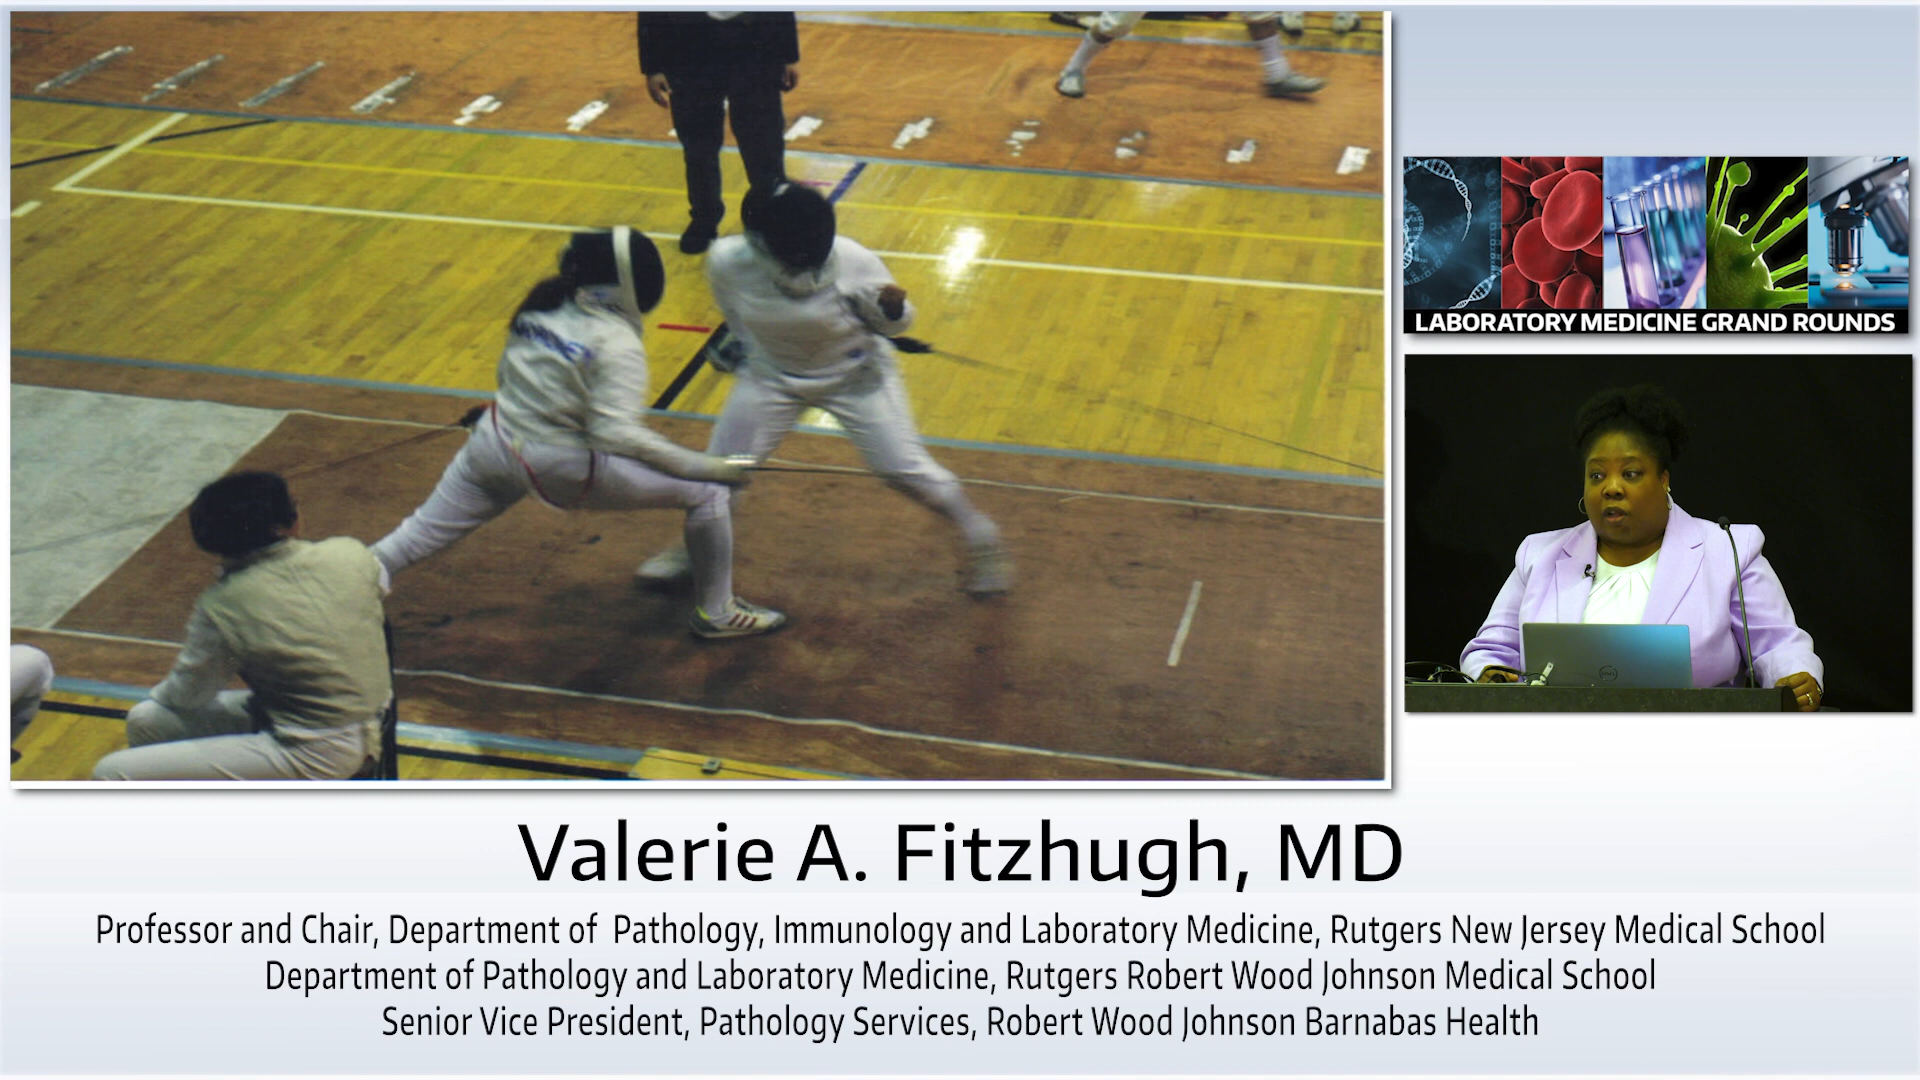 LABORATORY MEDICINE GRAND ROUNDS
Valerie A. Fitzhugh, MD
Professor and Chair, Department of Pathology, Immunology and Laboratory Medicine, Rutgers New Jersey Medical School
Department of Pathology and Laboratory Medicine, Rutgers Robert Wood Johnson Medical School
Senior Vice President, Pathology Services, Robert Wood Johnson Barnabas Health